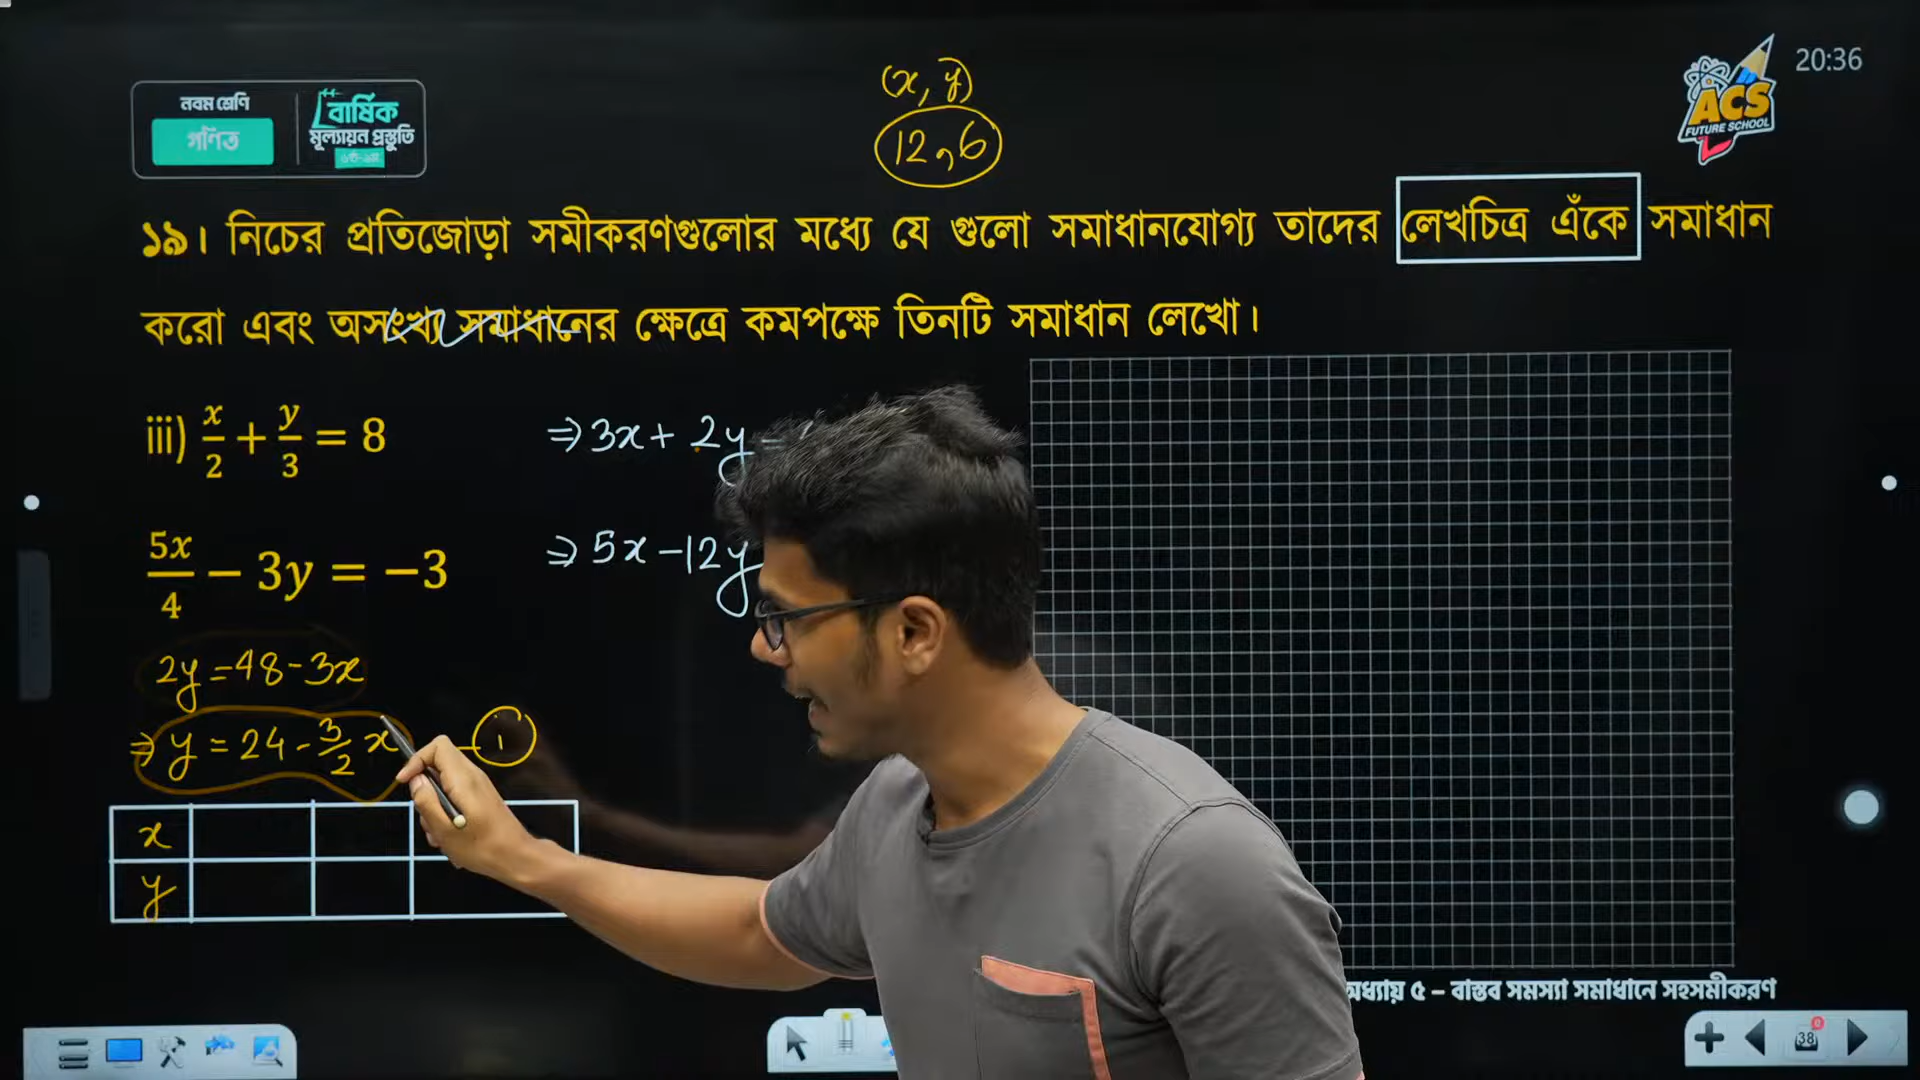 (x, y)
12, 6
20:36
নবম শ্রেণি
গণিত
বার্ষিক
মূল্যায়ন প্রস্তুতি
৬ষ্ঠ-৯ম
ACS
FUTURE SCHOOL
১৯। নিচের প্রতিজোড়া সমীকরণগুলোর মধ্যে যে গুলো সমাধানযোগ্য তাদের লেখচিত্র এঁকে সমাধান
করো এবং অসংখ্য সমাধানের ক্ষেত্রে কমপক্ষে তিনটি সমাধান লেখো।
iii) x/2 + y/3 = 8
⇒ 3x + 2y =
5x/4 − 3y = −3
⇒ 5x − 12y
2y = 48 - 3x
⇒ y = 24 - 3/2 x
i
x
y
অধ্যায় ৫ – বাস্তব সমস্যা সমাধানে সহসমীকরণ
38